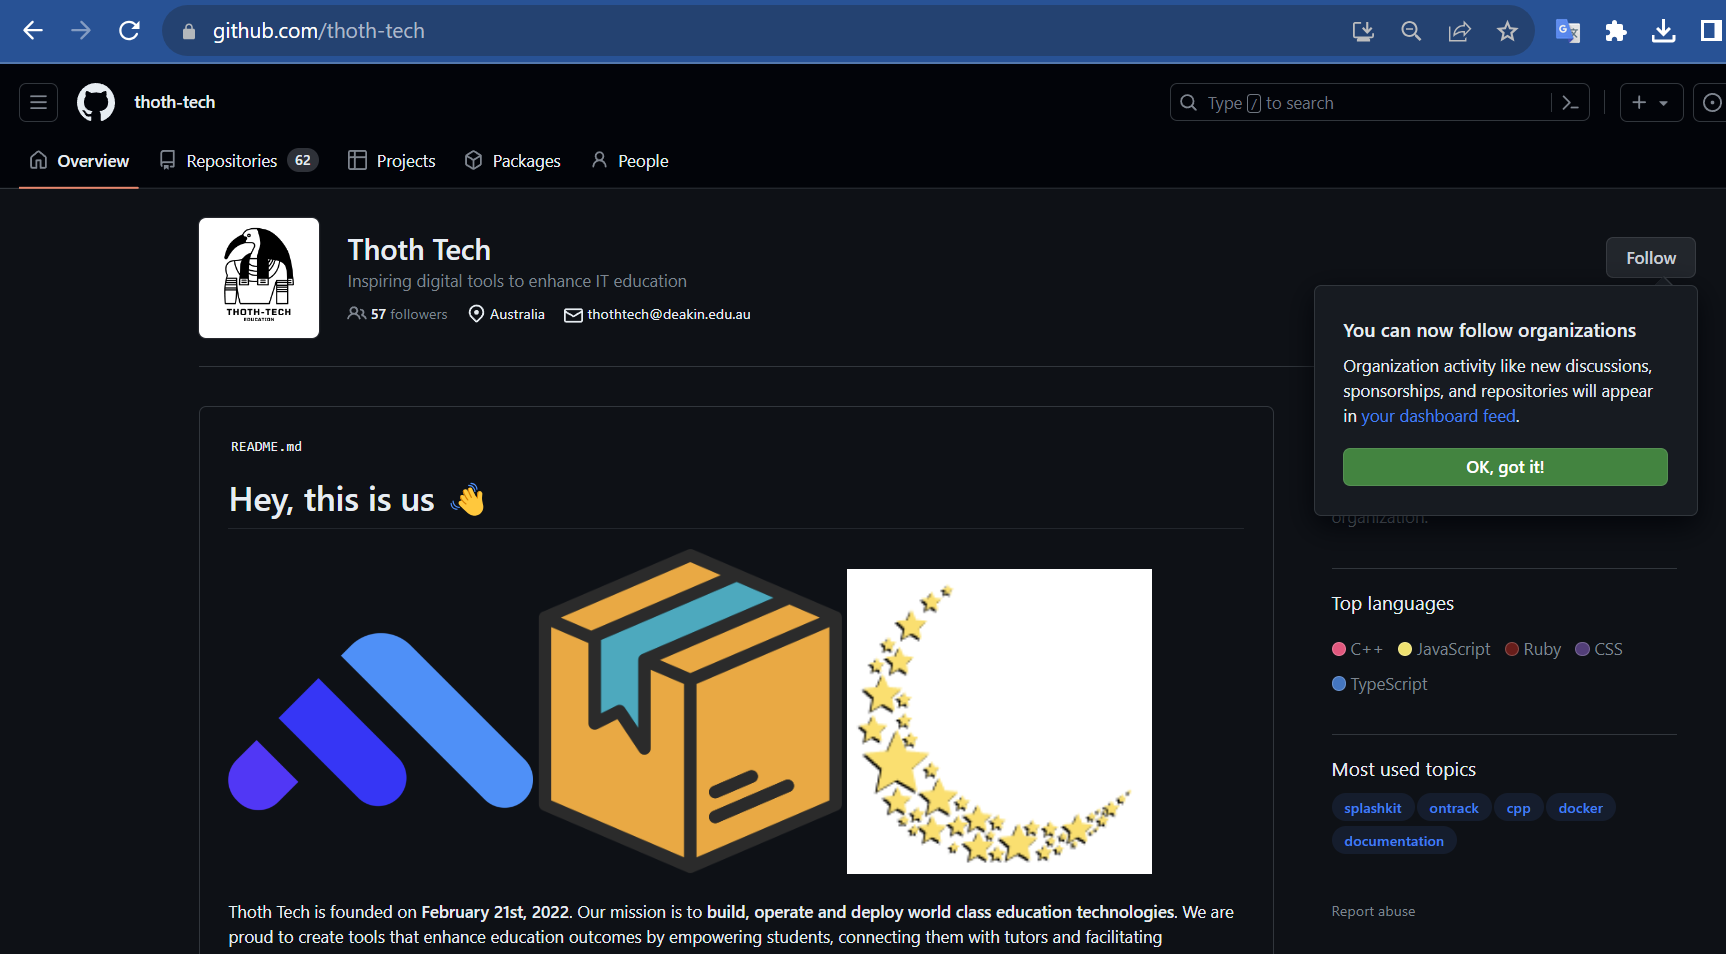 github.com/thoth-tech
thoth-tech
Type / to search
Overview
Repositories 62
Projects
Packages
People
THOTH-TECH
EDUCATION
Thoth Tech
Inspiring digital tools to enhance IT education
57 followers
Australia
thothtech@deakin.edu.au
Follow
You can now follow organizations
Organization activity like new discussions,
sponsorships, and repositories will appear
in your dashboard feed.
OK, got it!
organization.
README.md
Hey, this is us 👋
Thoth Tech is founded on February 21st, 2022. Our mission is to build, operate and deploy world class education technologies. We are
proud to create tools that enhance education outcomes by empowering students, connecting them with tutors and facilitating
Top languages
C++ JavaScript Ruby CSS
TypeScript
Most used topics
splashkit ontrack cpp docker
documentation
Report abuse